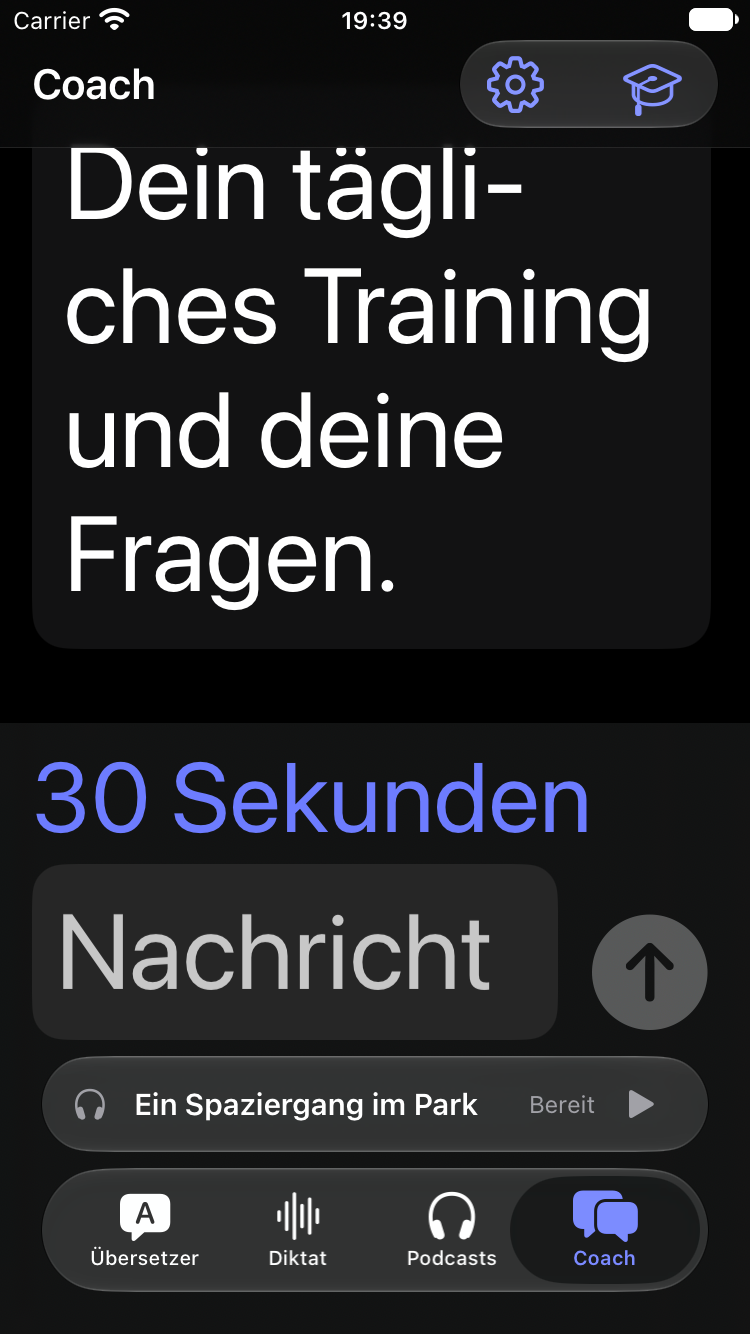 Carrier 19:39
Coach
Dein tägli-
ches Training
und deine
Fragen.
30 Sekunden
Nachricht
Ein Spaziergang im Park Bereit
A
Übersetzer Diktat Podcasts Coach